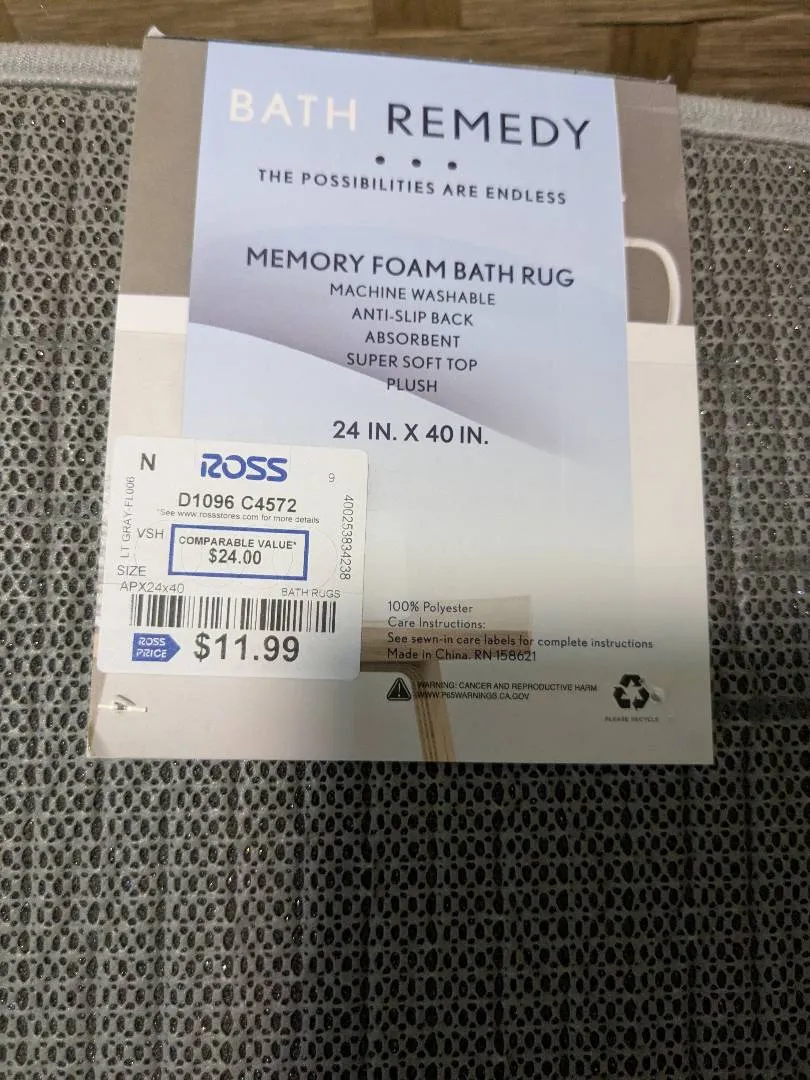 BATH REMEDY
THE POSSIBILITIES ARE ENDLESS
MEMORY FOAM BATH RUG
MACHINE WASHABLE
ANTI-SLIP BACK
ABSORBENT
SUPER SOFT TOP
PLUSH
24 IN. X 40 IN.
N ROSS 9
D1096 C4572
*See www.rossstores.com for more details
LT GRAY-FL006
VSH
COMPARABLE VALUE*
$24.00
400253834238
SIZE
APX24x40 BATH RUGS
ROSS PRICE $11.99
100% Polyester
Care Instructions:
See sewn-in care labels for complete instructions
Made in China. RN 158621
WARNING: CANCER AND REPRODUCTIVE HARM
WWW.P65WARNINGS.CA.GOV
PLEASE RECYCLE